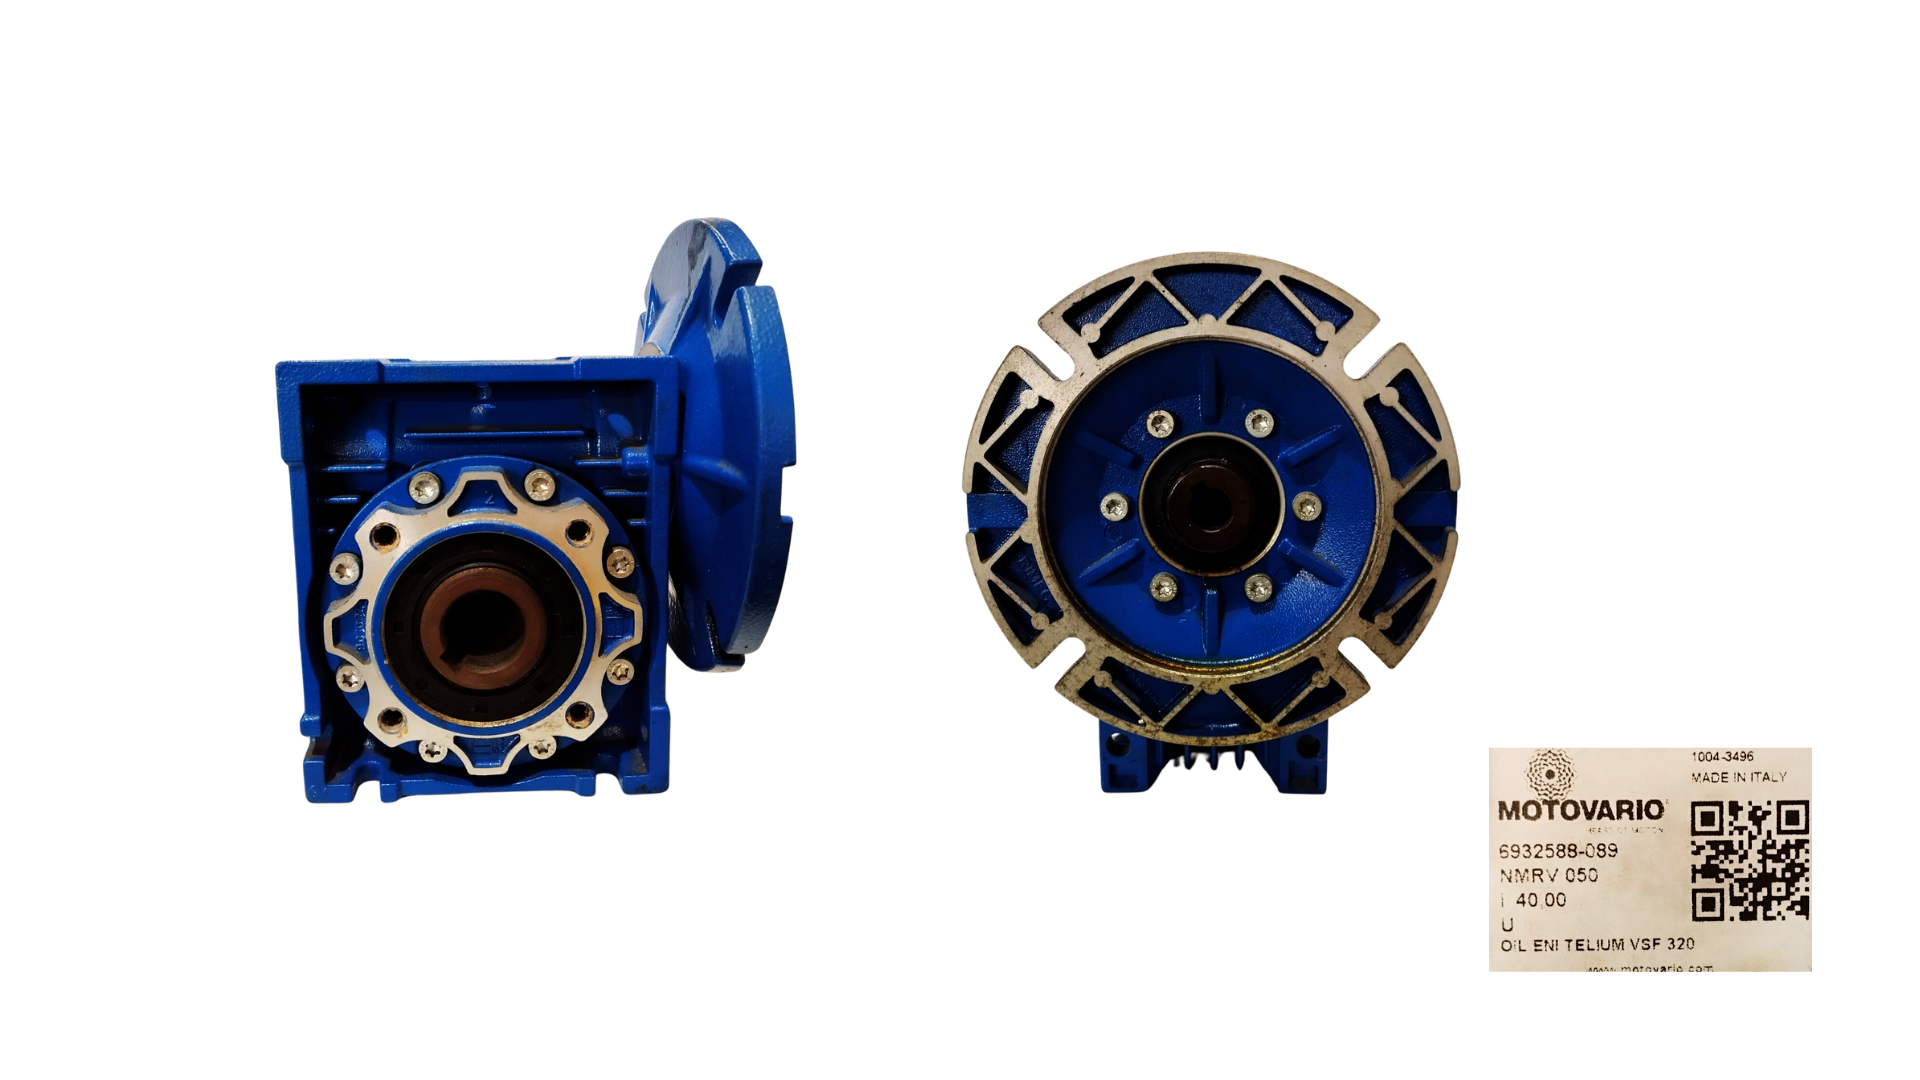 1004-3496
MADE IN ITALY
MOTOVARIO
HEART OF MOTION
6932588-089
NMRV 050
I 40,00
U
OIL ENI TELIUM VSF 320
www.motovario.com